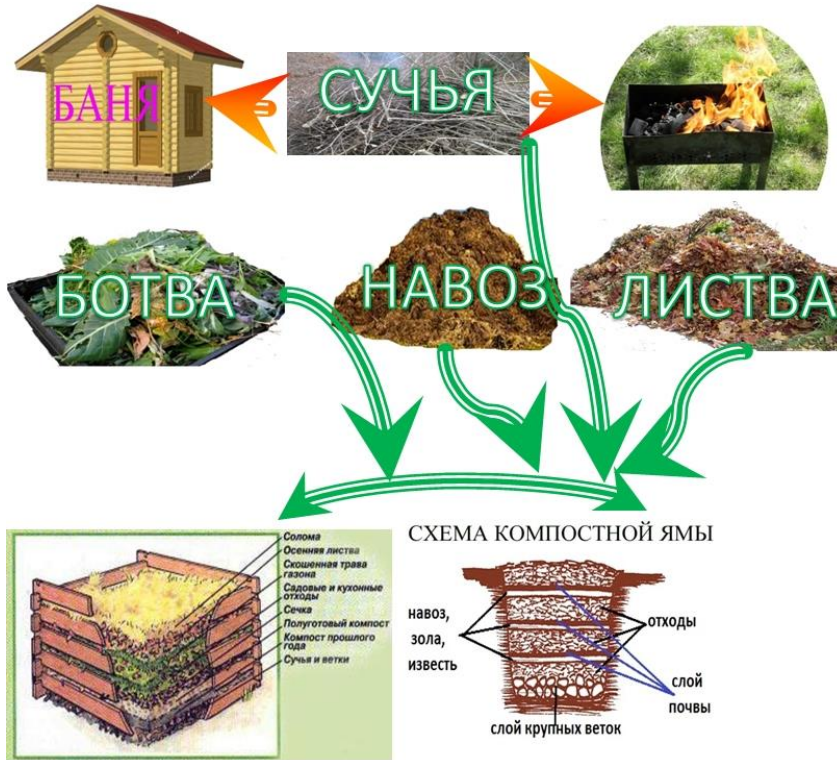 БАНЯ
СУЧЬЯ
БОТВА
НАВОЗ
ЛИСТВА
Солома
Осенняя листва
Скошенная трава
газона
Садовые и кухонные
отходы
Сечка
Полуготовый компост
Компост прошлого
года
Сучья и ветки
СХЕМА КОМПОСТНОЙ ЯМЫ
навоз,
зола,
известь
отходы
слой
почвы
слой крупных веток